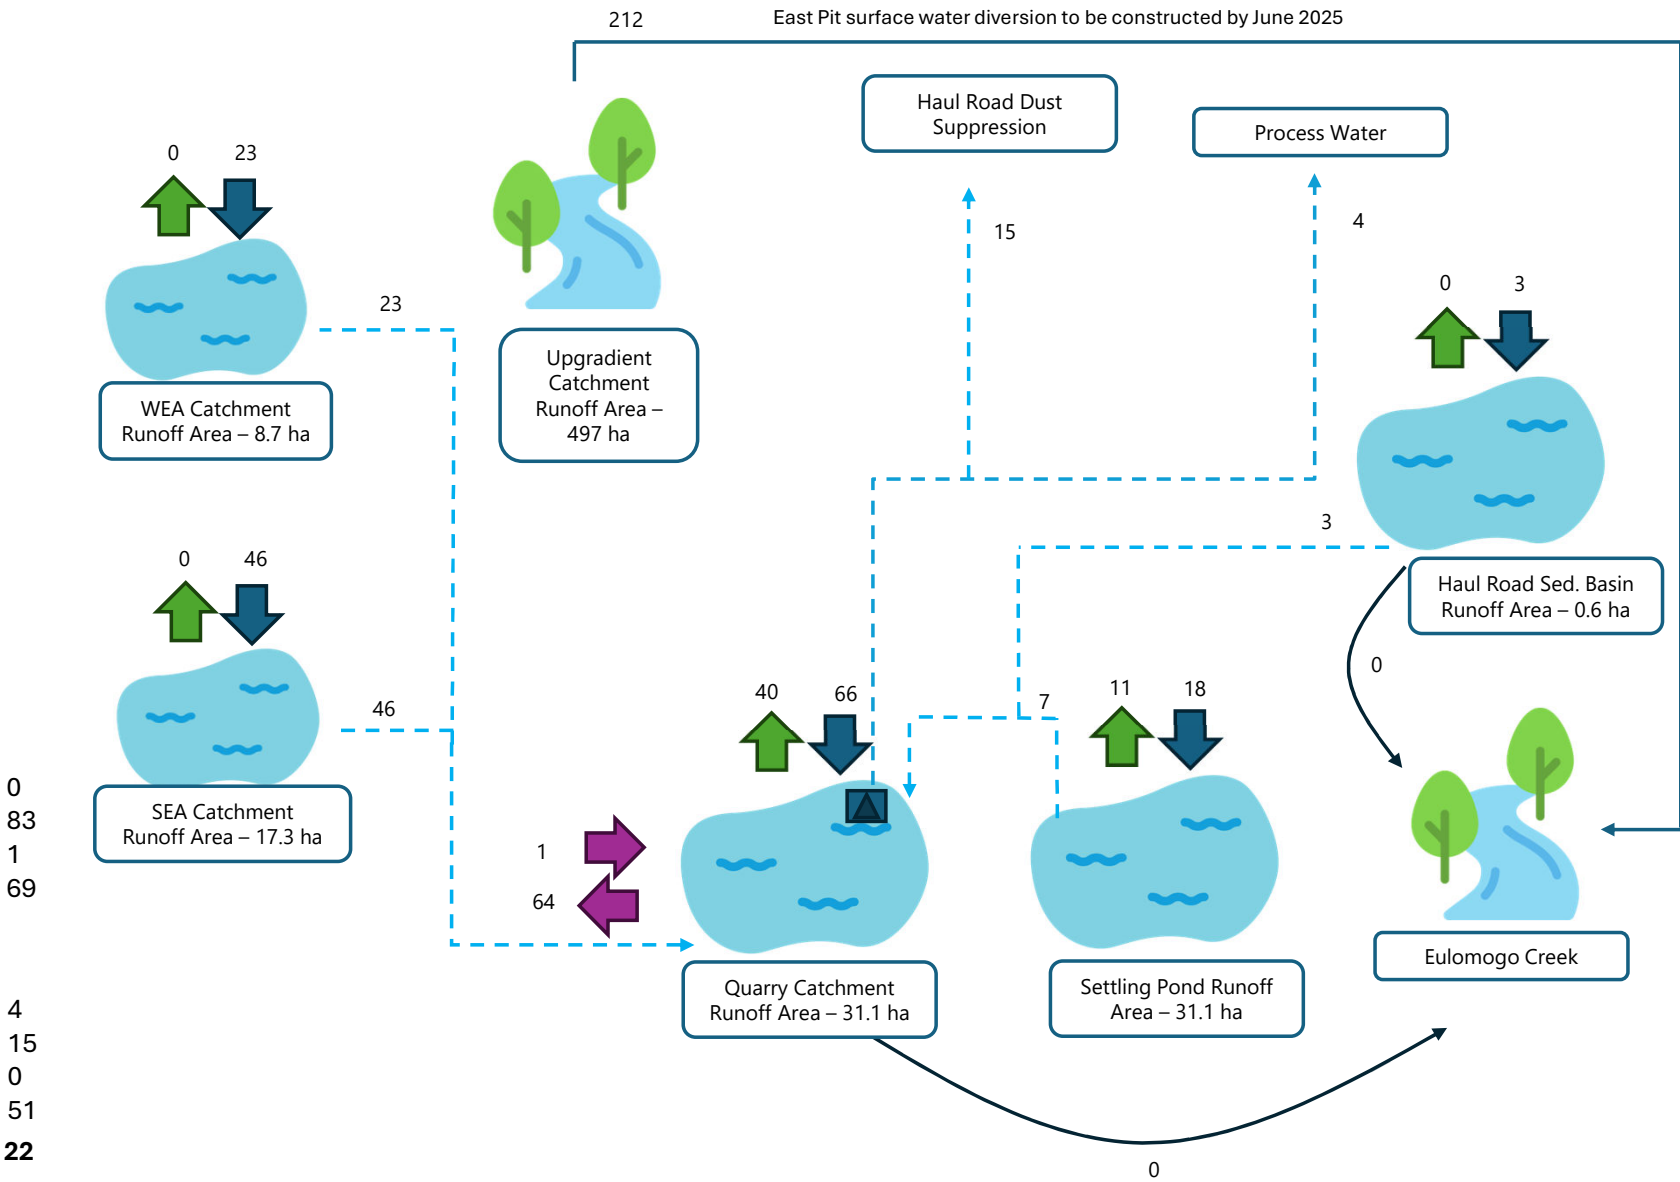 212
East Pit surface water diversion to be constructed by June 2025
Haul Road Dust
Suppression
Process Water
0
23
15
4
0
3
23
Upgradient
Catchment
Runoff Area –
497 ha
WEA Catchment
Runoff Area – 8.7 ha
3
0
46
Haul Road Sed. Basin
Runoff Area – 0.6 ha
0
46
40
66
7
11
18
0
83
1
69
SEA Catchment
Runoff Area – 17.3 ha
1
64
Eulomogo Creek
Quarry Catchment
Runoff Area – 31.1 ha
Settling Pond Runoff
Area – 31.1 ha
4
15
0
51
22
0